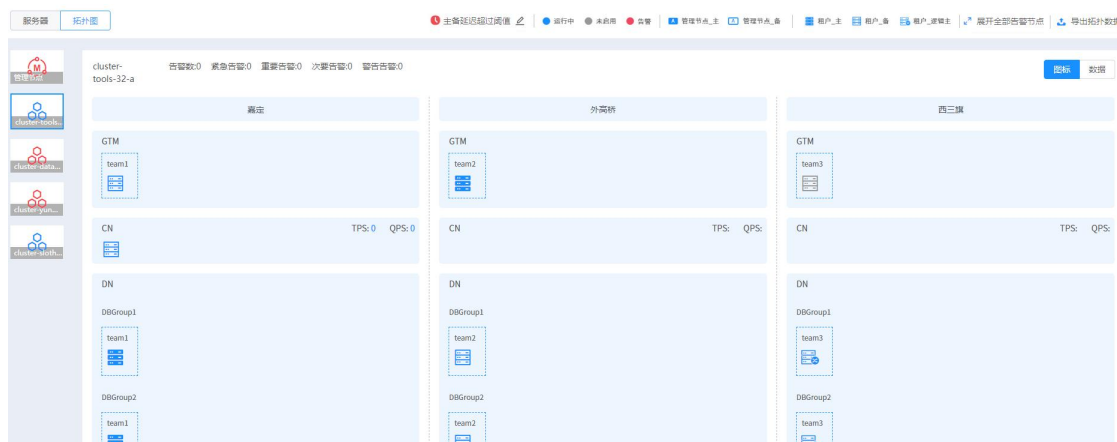 服务器 拓扑图 主备延迟超过阈值 运行中 未启用 告警 管理节点_主 管理节点_备 租户_主 租户_备 租户_逻辑主 展开全部告警节点 导出拓扑数据
M
管理节点
cluster-tools-32-a
告警数:0 紧急告警:0 重要告警:0 次要告警:0 警告告警:0
图标 数据
cluster-tools...
cluster-data...
cluster-yun...
cluster-sloth...
嘉定 外高桥 西三旗
GTM GTM GTM
team1 team2 team3
CN TPS: 0 QPS: 0 CN TPS: QPS: CN TPS: QPS:
DN DN DN
DBGroup1 DBGroup1 DBGroup1
team1 team2 team3
DBGroup2 DBGroup2 DBGroup2
team1 team2 team3